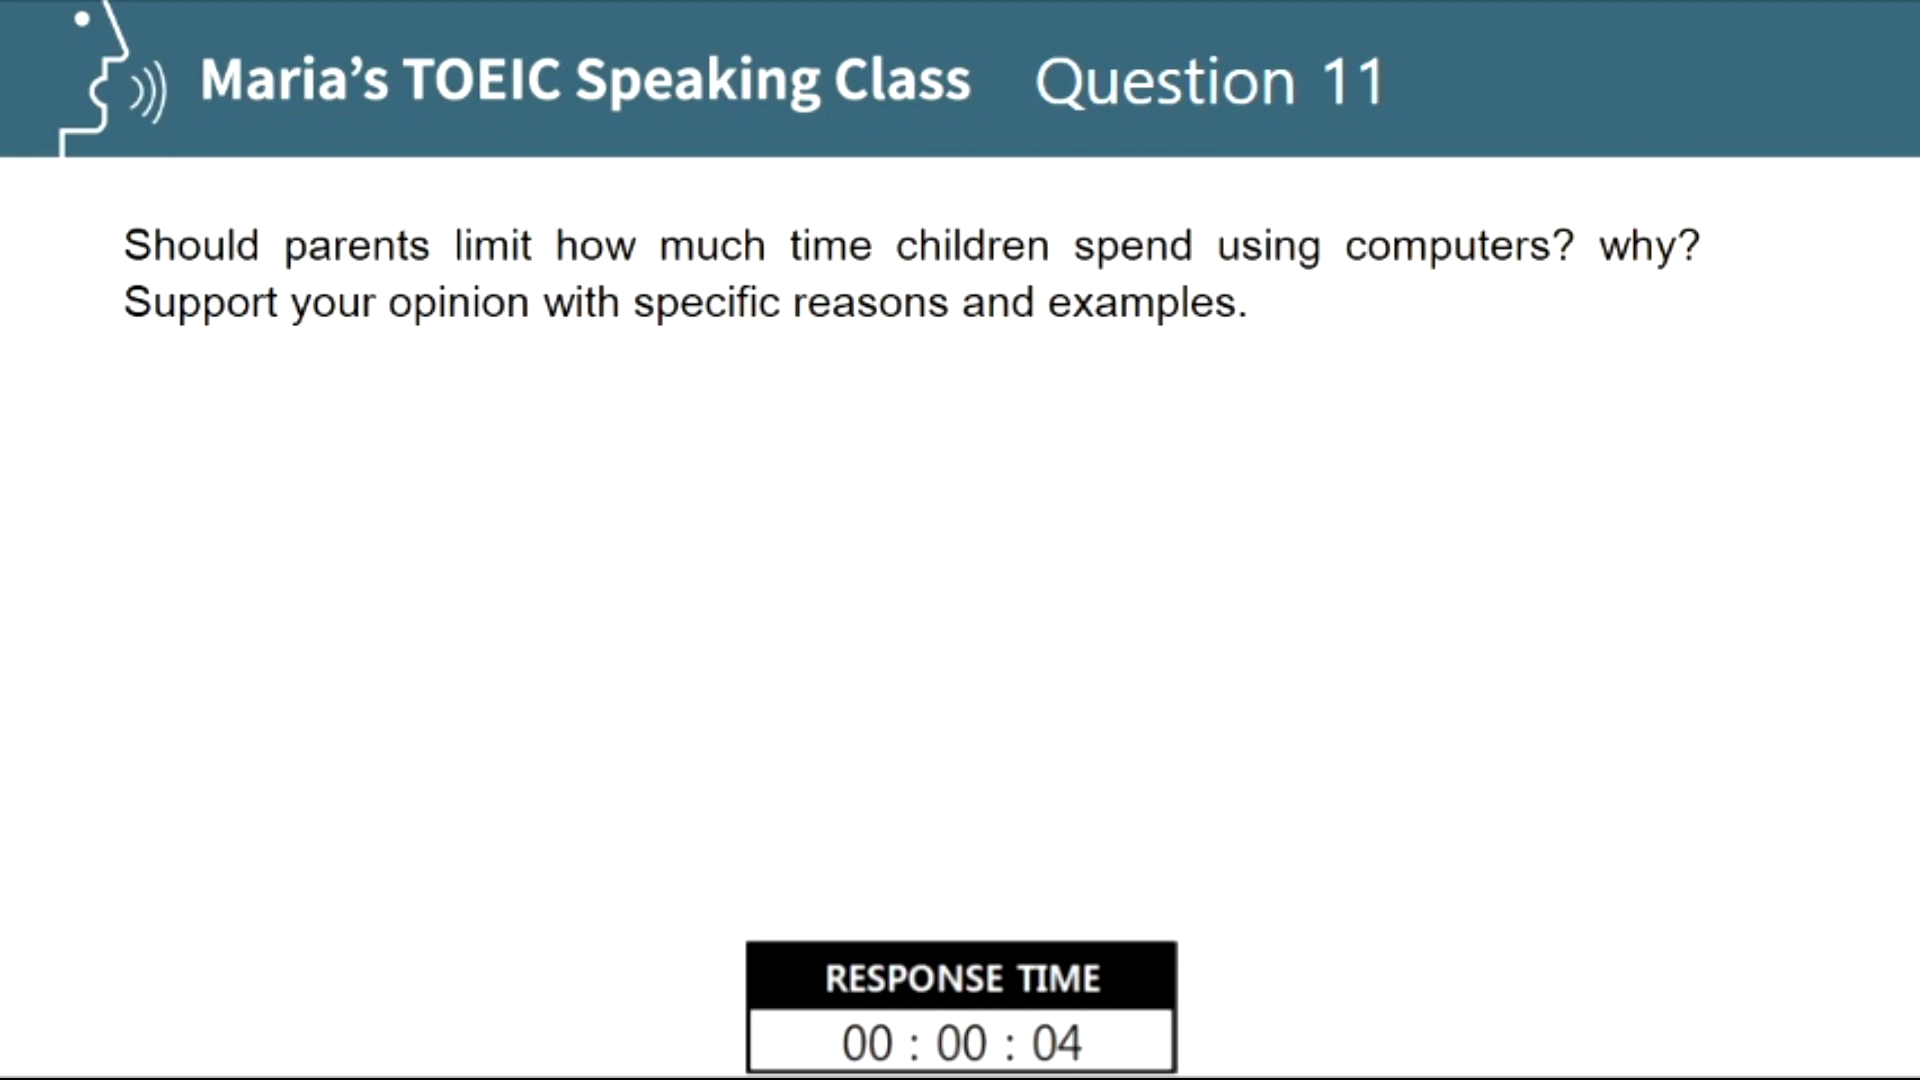 Maria’s TOEIC Speaking Class Question 11
Should parents limit how much time children spend using computers? why?
Support your opinion with specific reasons and examples.
RESPONSE TIME
00 : 00 : 04